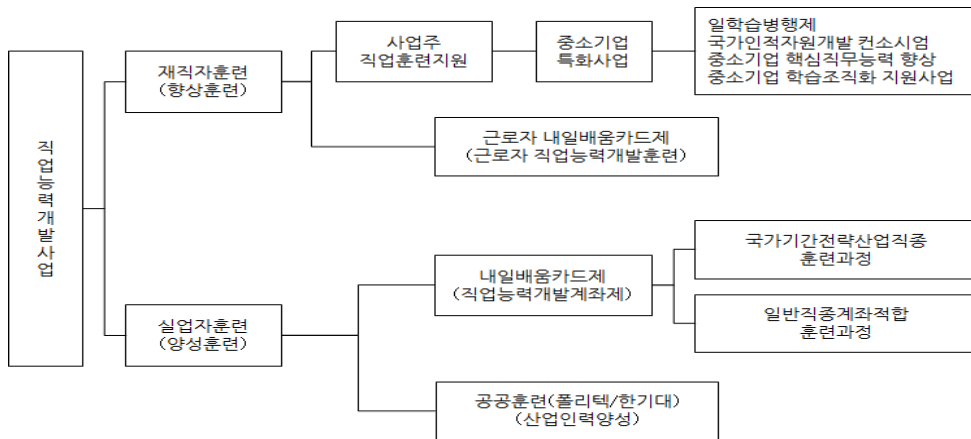 직업능력개발사업
재직자훈련
(향상훈련)
사업주
직업훈련지원
중소기업
특화사업
일학습병행제
국가인적자원개발 컨소시엄
중소기업 핵심직무능력 향상
중소기업 학습조직화 지원사업
근로자 내일배움카드제
(근로자 직업능력개발훈련)
실업자훈련
(양성훈련)
내일배움카드제
(직업능력개발계좌제)
국가기간전략산업직종
훈련과정
일반직종계좌적합
훈련과정
공공훈련(폴리텍/한기대)
(산업인력양성)